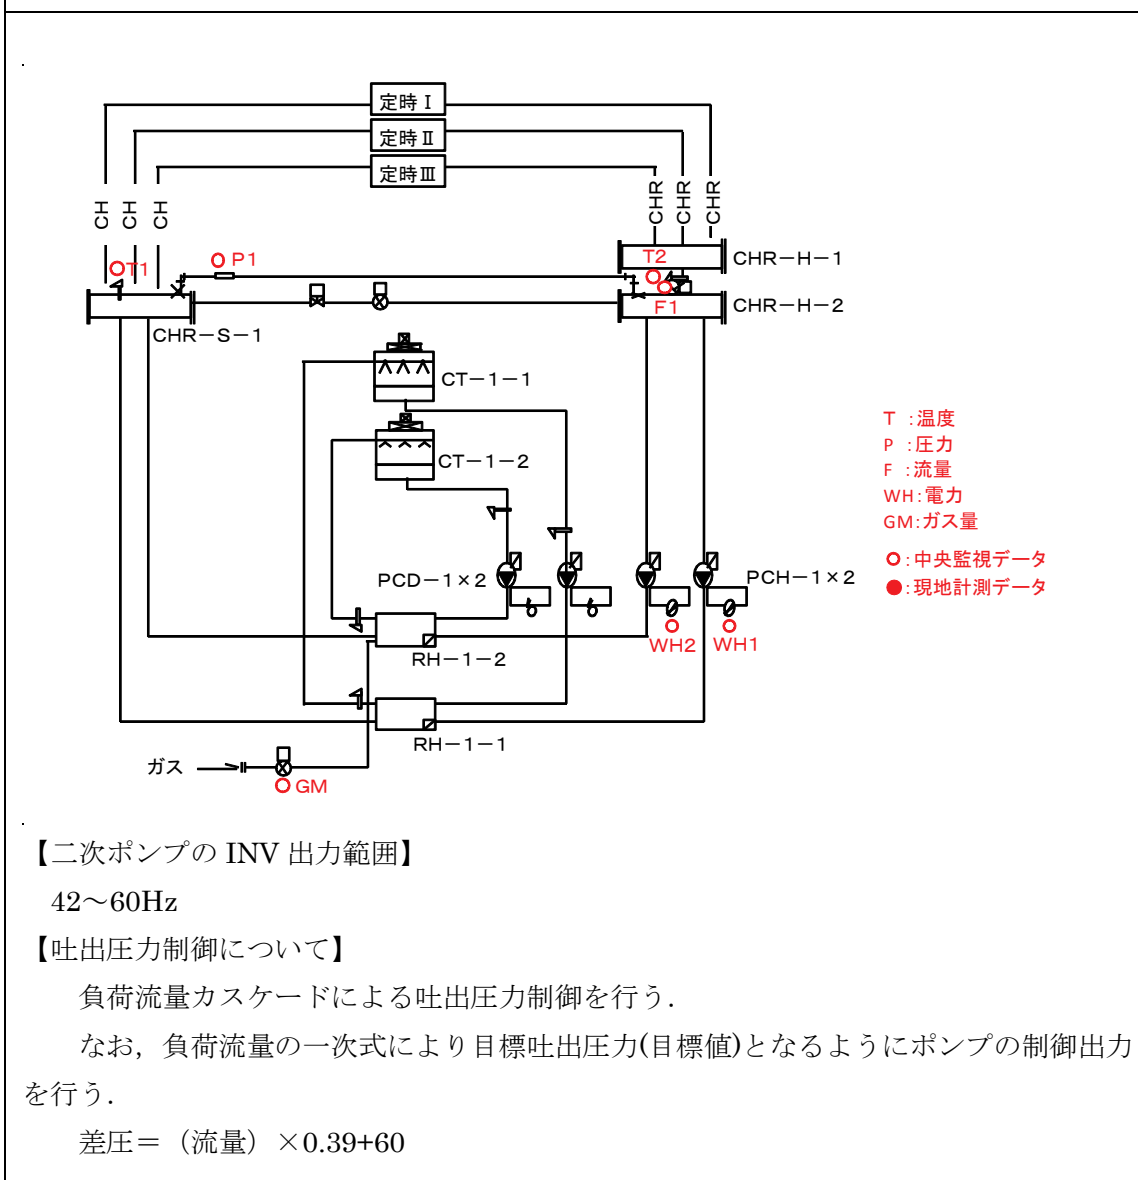 定時Ⅰ
定時Ⅱ
定時Ⅲ
CH
CH
CH
CHR
CHR
CHR
T1
P1
T2
CHR-H-1
F1
CHR-H-2
CHR-S-1
CT-1-1
CT-1-2
T :温度
P :圧力
F :流量
WH:電力
GM:ガス量
:中央監視データ
:現地計測データ
PCD-1×2
PCH-1×2
WH2
WH1
RH-1-2
RH-1-1
ガス
GM
【二次ポンプの INV 出力範囲】
42～60Hz
【吐出圧力制御について】
負荷流量カスケードによる吐出圧力制御を行う．
なお，負荷流量の一次式により目標吐出圧力(目標値)となるようにポンプの制御出力
を行う．
差圧＝（流量）×0.39+60